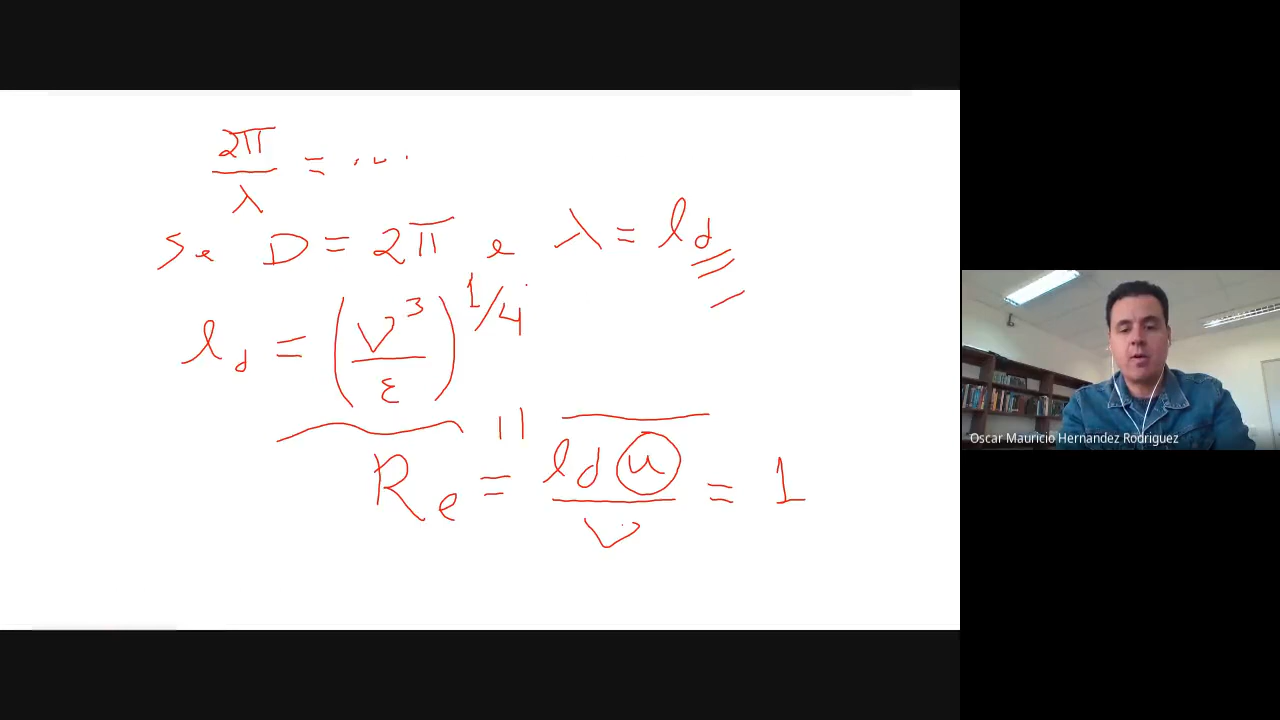 2π/λ = ...
Se D = 2π e λ = ld
ld = (ν³/ε)^1/4
Re = ld u/ν = 1
Oscar Mauricio Hernandez Rodriguez